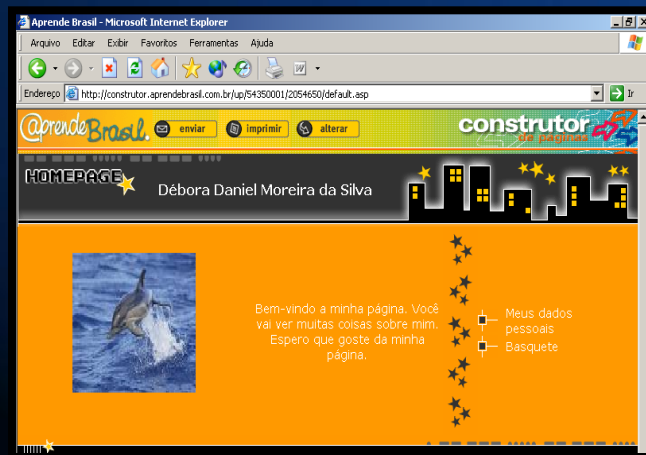 Aprende Brasil - Microsoft Internet Explorer
Arquivo Editar Exibir Favoritos Ferramentas Ajuda
Endereço http://construtor.aprendebrasil.com.br/up/54350001/2054650/default.asp Ir
aprende Brasil. enviar imprimir alterar construtor
de páginas
HOMEPAGE
Débora Daniel Moreira da Silva
Bem-vindo a minha página. Você
vai ver muitas coisas sobre mim.
Espero que goste da minha
página.
Meus dados
pessoais
Basquete